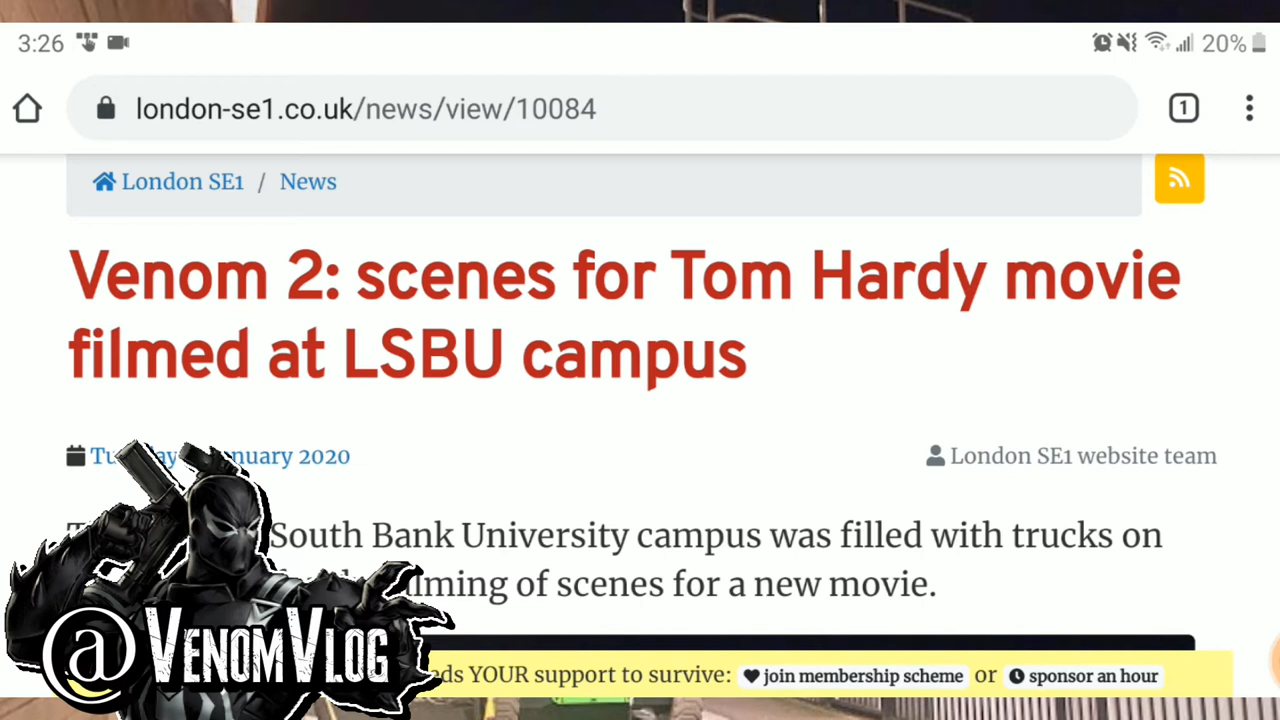 3:26 20%
london-se1.co.uk/news/view/10084 1
London SE1 / News
Venom 2: scenes for Tom Hardy movie
filmed at LSBU campus
January 2020 London SE1 website team
South Bank University campus was filled with trucks on
filming of scenes for a new movie.
@VENOMVLOG
YOUR support to survive: join membership scheme or sponsor an hour